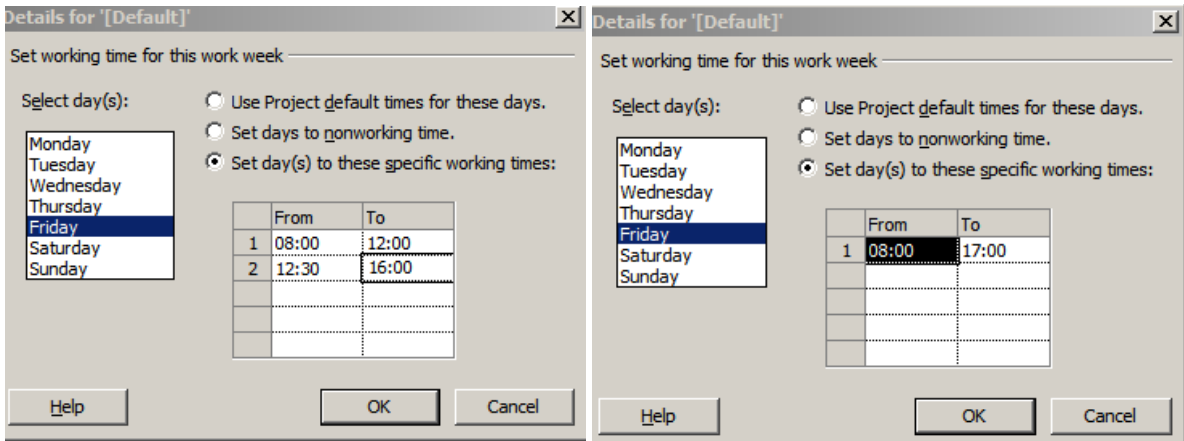 Details for '[Default]'
Set working time for this work week
Select day(s):
Use Project default times for these days.
Set days to nonworking time.
Set day(s) to these specific working times:
Monday
Tuesday
Wednesday
Thursday
Friday
Saturday
Sunday
From To
1 08:00 12:00
2 12:30 16:00
Help OK Cancel
Details for '[Default]'
Set working time for this work week
Select day(s):
Use Project default times for these days.
Set days to nonworking time.
Set day(s) to these specific working times:
Monday
Tuesday
Wednesday
Thursday
Friday
Saturday
Sunday
From To
1 08:00 17:00
Help OK Cancel